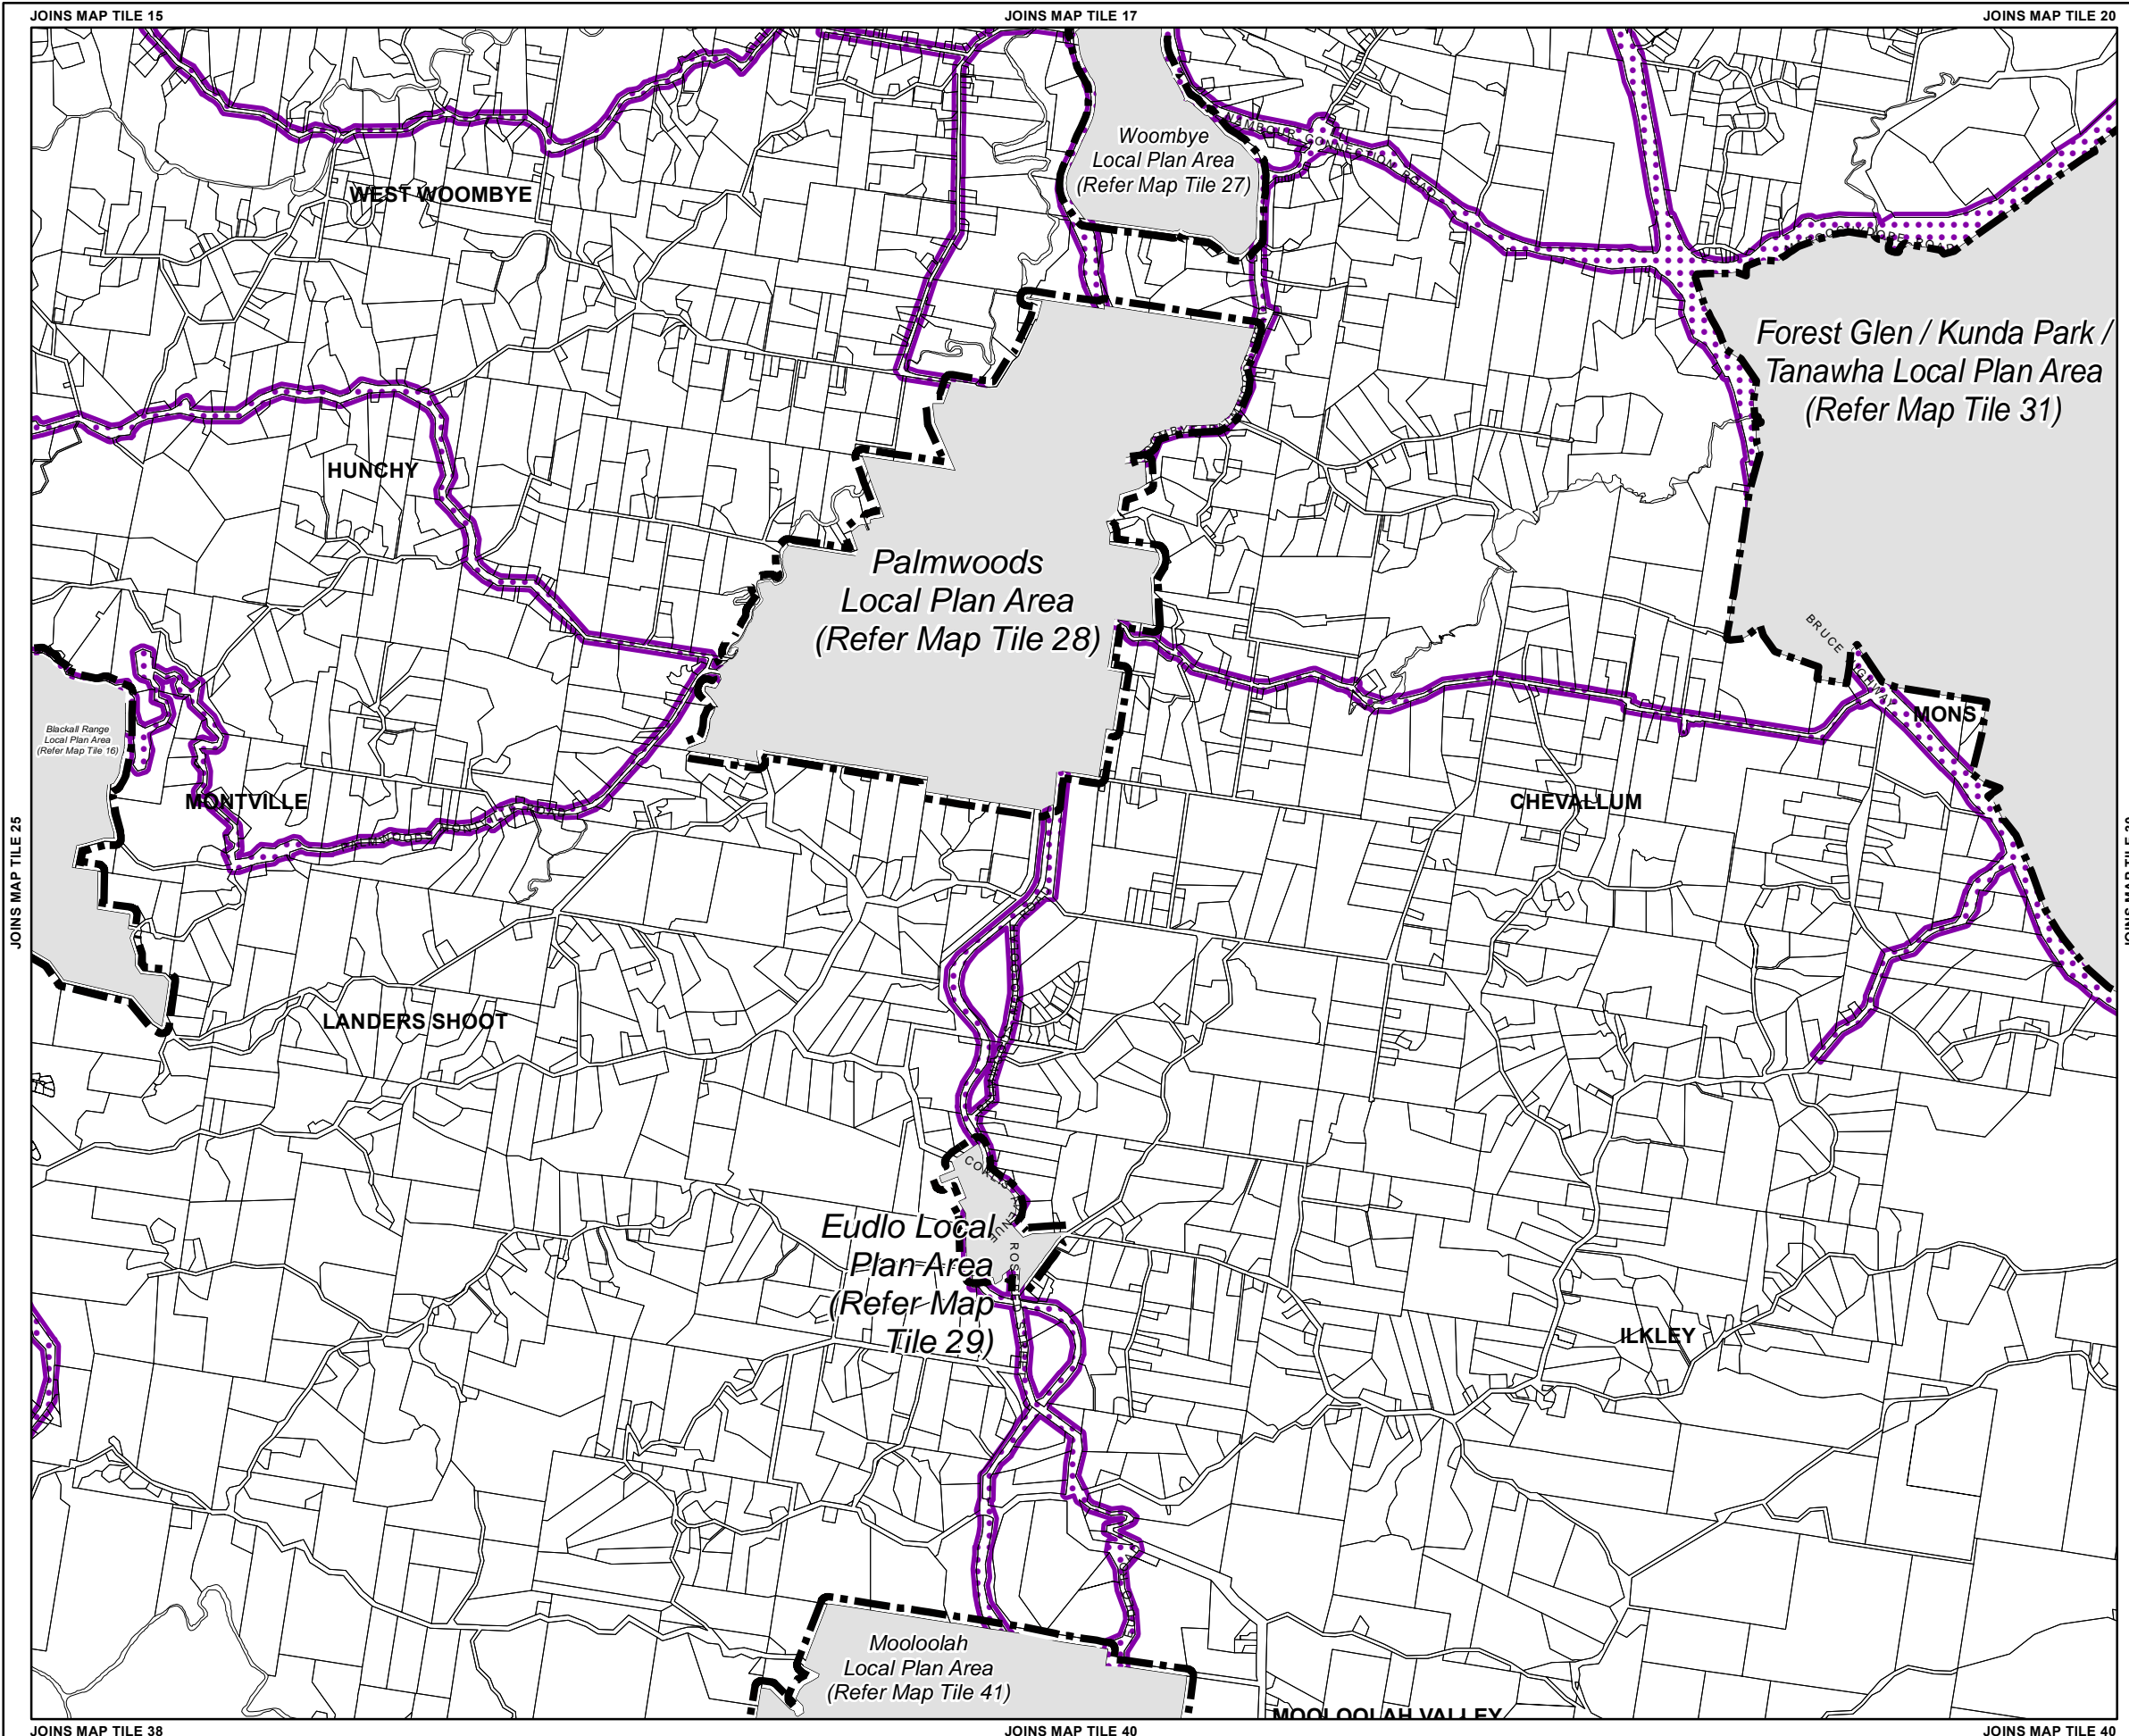 JOINS MAP TILE 15
JOINS MAP TILE 17
JOINS MAP TILE 20
Woombye
Local Plan Area
(Refer Map Tile 27)
NAMBOUR CONNECTION ROAD
WEST WOOMBYE
Forest Glen / Kunda Park /
Tanawha Local Plan Area
(Refer Map Tile 31)
HUNCHY
Palmwoods
Local Plan Area
(Refer Map Tile 28)
BRUCE
MONS
Blackall Range
Local Plan Area
(Refer Map Tile 16)
MONTVILLE
CHEVALLUM
JOINS MAP TILE 25
LANDERS SHOOT
Eudlo Local
Plan Area
(Refer Map
Tile 29)
ILKLEY
Mooloolah
Local Plan Area
(Refer Map Tile 41)
MOOLOOLAH VALLEY
JOINS MAP TILE 38
JOINS MAP TILE 40
JOINS MAP TILE 40